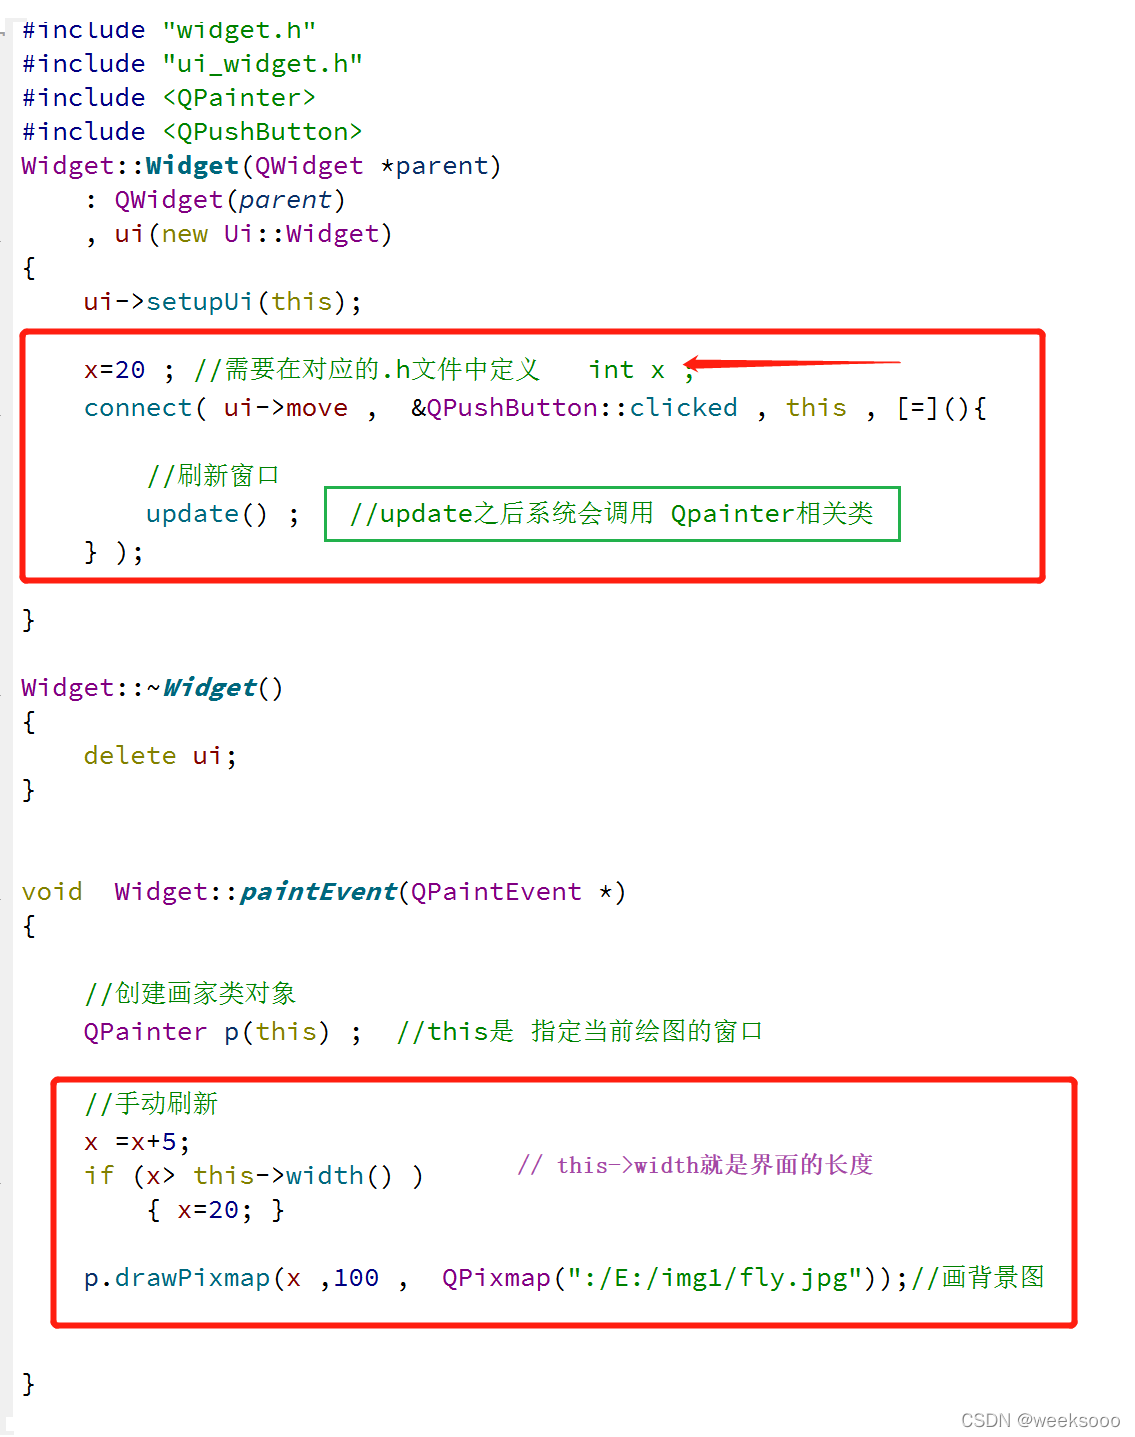 #include "widget.h"
#include "ui_widget.h"
#include <QPainter>
#include <QPushButton>
Widget::Widget(QWidget *parent)
    : QWidget(parent)
    , ui(new Ui::Widget)
{
    ui->setupUi(this);
    x=20 ; //需要在对应的.h文件中定义   int x ;
    connect( ui->move ,  &QPushButton::clicked , this , [=](){
        //刷新窗口
        update() ;   //update之后系统会调用 Qpainter相关类
    } );
}
Widget::~Widget()
{
    delete ui;
}
void  Widget::paintEvent(QPaintEvent *)
{
    //创建画家类对象
    QPainter p(this) ;  //this是 指定当前绘图的窗口
    //手动刷新
    x =x+5;
    if (x> this->width() )      // this->width就是界面的长度
        { x=20; }
    p.drawPixmap(x ,100 ,  QPixmap(":/E:/img1/fly.jpg"));//画背景图
}
CSDN @weeksooo